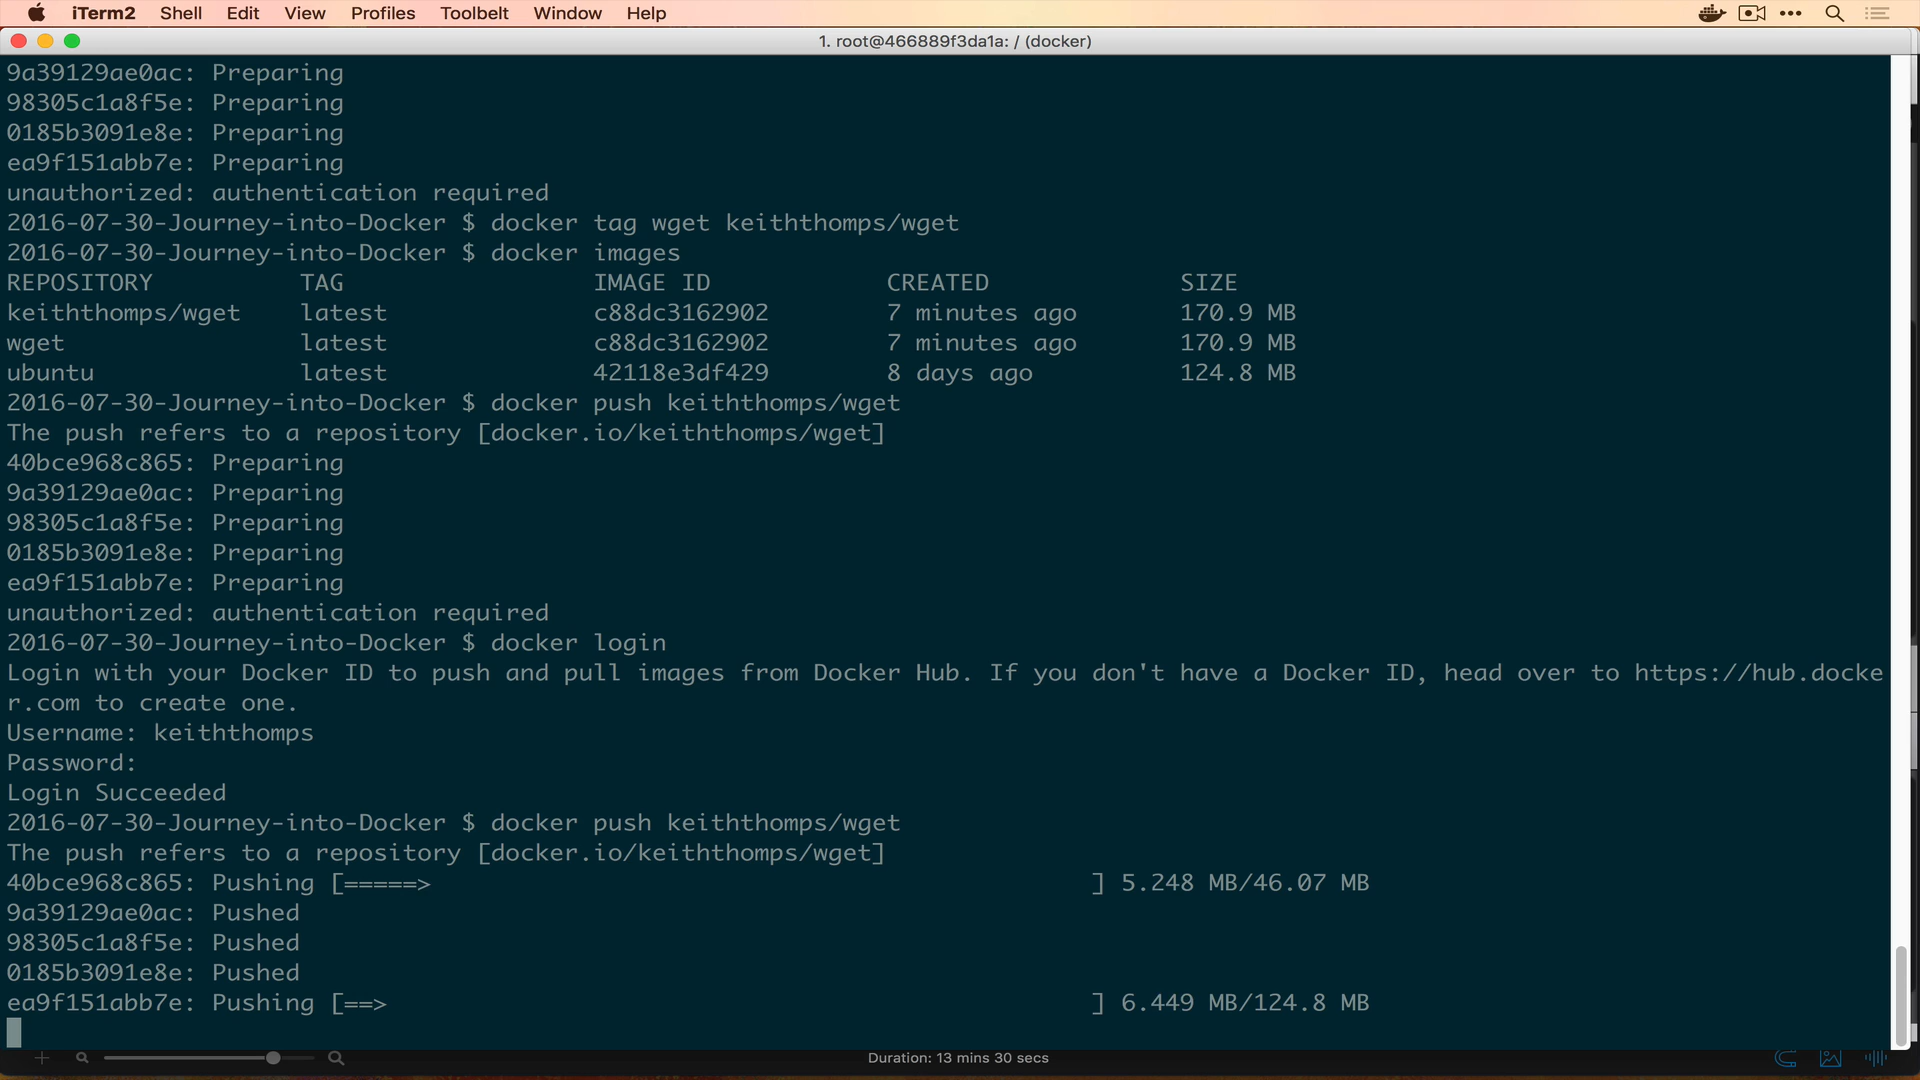 iTerm2 Shell Edit View Profiles Toolbelt Window Help
1. root@466889f3da1a: / (docker)
9a39129ae0ac: Preparing
98305c1a8f5e: Preparing
0185b3091e8e: Preparing
ea9f151abb7e: Preparing
unauthorized: authentication required
2016-07-30-Journey-into-Docker $ docker tag wget keiththomps/wget
2016-07-30-Journey-into-Docker $ docker images
REPOSITORY TAG IMAGE ID CREATED SIZE
keiththomps/wget latest c88dc3162902 7 minutes ago 170.9 MB
wget latest c88dc3162902 7 minutes ago 170.9 MB
ubuntu latest 42118e3df429 8 days ago 124.8 MB
2016-07-30-Journey-into-Docker $ docker push keiththomps/wget
The push refers to a repository [docker.io/keiththomps/wget]
40bce968c865: Preparing
9a39129ae0ac: Preparing
98305c1a8f5e: Preparing
0185b3091e8e: Preparing
ea9f151abb7e: Preparing
unauthorized: authentication required
2016-07-30-Journey-into-Docker $ docker login
Login with your Docker ID to push and pull images from Docker Hub. If you don't have a Docker ID, head over to https://hub.docke
r.com to create one.
Username: keiththomps
Password:
Login Succeeded
2016-07-30-Journey-into-Docker $ docker push keiththomps/wget
The push refers to a repository [docker.io/keiththomps/wget]
40bce968c865: Pushing [=====> ] 5.248 MB/46.07 MB
9a39129ae0ac: Pushed
98305c1a8f5e: Pushed
0185b3091e8e: Pushed
ea9f151abb7e: Pushing [==> ] 6.449 MB/124.8 MB
Duration: 13 mins 30 secs